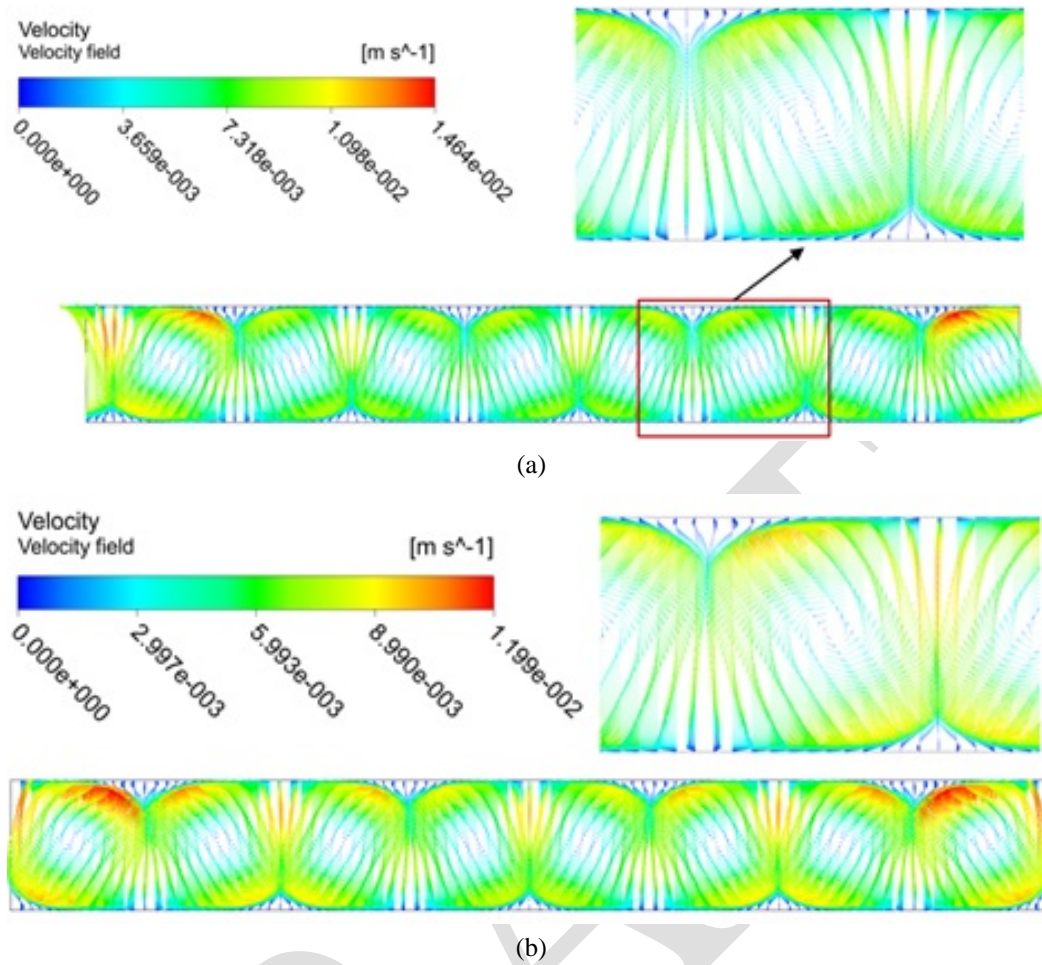 Velocity
Velocity field [m s^-1]
0.000e+000
3.659e-003
7.318e-003
1.098e-002
1.464e-002
(a)
Velocity
Velocity field [m s^-1]
0.000e+000
2.997e-003
5.993e-003
8.990e-003
1.199e-002
(b)